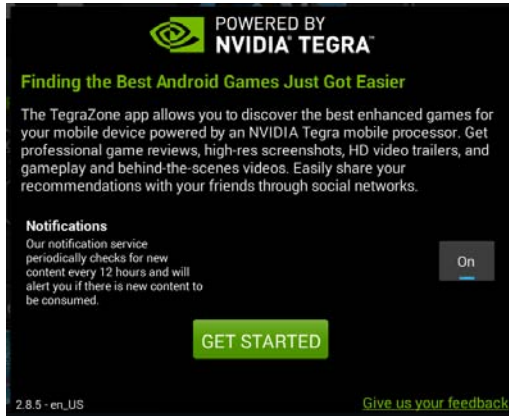 POWERED BY
NVIDIA® TEGRA™
Finding the Best Android Games Just Got Easier
The TegraZone app allows you to discover the best enhanced games for
your mobile device powered by an NVIDIA Tegra mobile processor. Get
professional game reviews, high-res screenshots, HD video trailers, and
gameplay and behind-the-scenes videos. Easily share your
recommendations with your friends through social networks.
Notifications
Our notification service
periodically checks for new
content every 12 hours and will
alert you if there is new content to
be consumed.
On
GET STARTED
2.8.5 - en_US
Give us your feedback